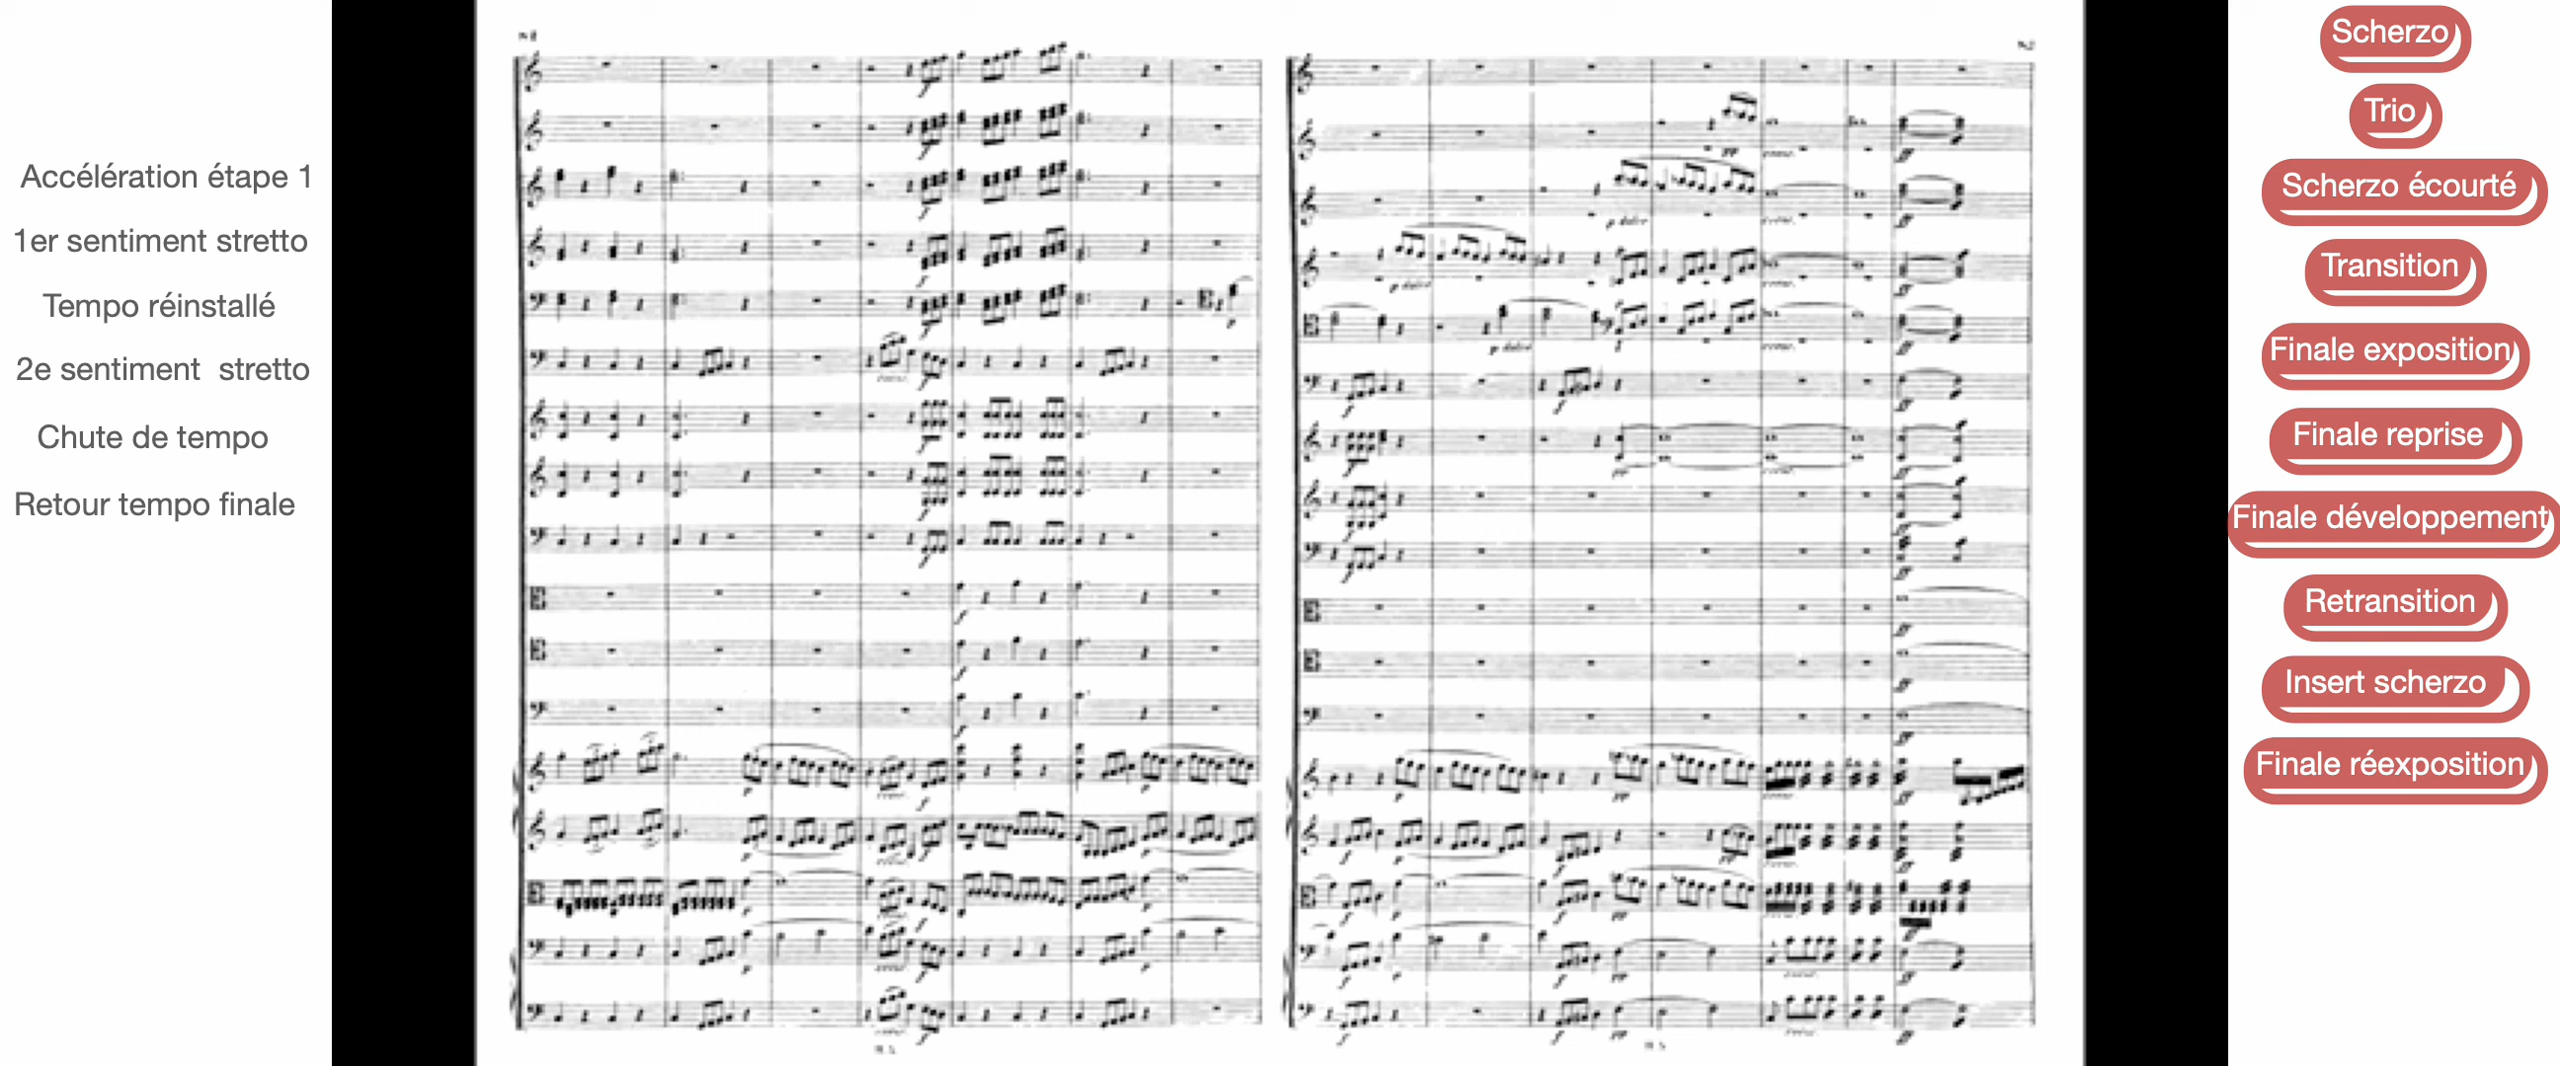 Accélération étape 1
1er sentiment stretto
Tempo réinstallé
2e sentiment  stretto
Chute de tempo
Retour tempo finale
Scherzo
Trio
Scherzo écourté
Transition
Finale exposition
Finale reprise
Finale développement
Retransition
Insert scherzo
Finale réexposition